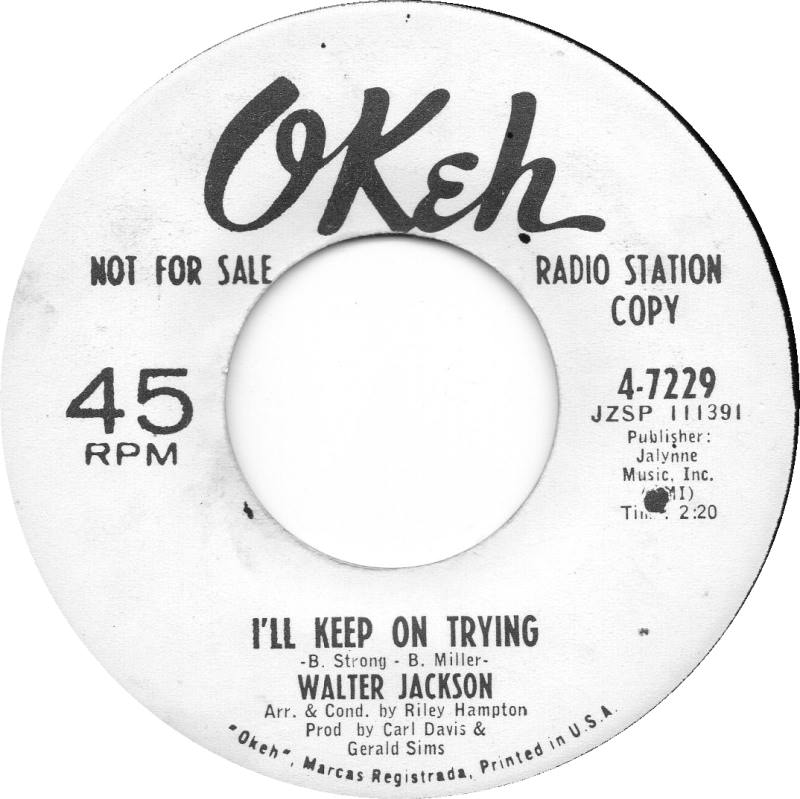 OKeh
NOT FOR SALE
RADIO STATION
COPY
45
RPM
4-7229
JZSP 111391
Publisher:
Jalynne
Music, Inc.
2:20
I'LL KEEP ON TRYING
-B. Strong - B. Miller-
WALTER JACKSON
Arr. & Cond. by Riley Hampton
Prod by Carl Davis &
Gerald Sims
"Okeh", Marcas Registrada, Printed in U.S.A.